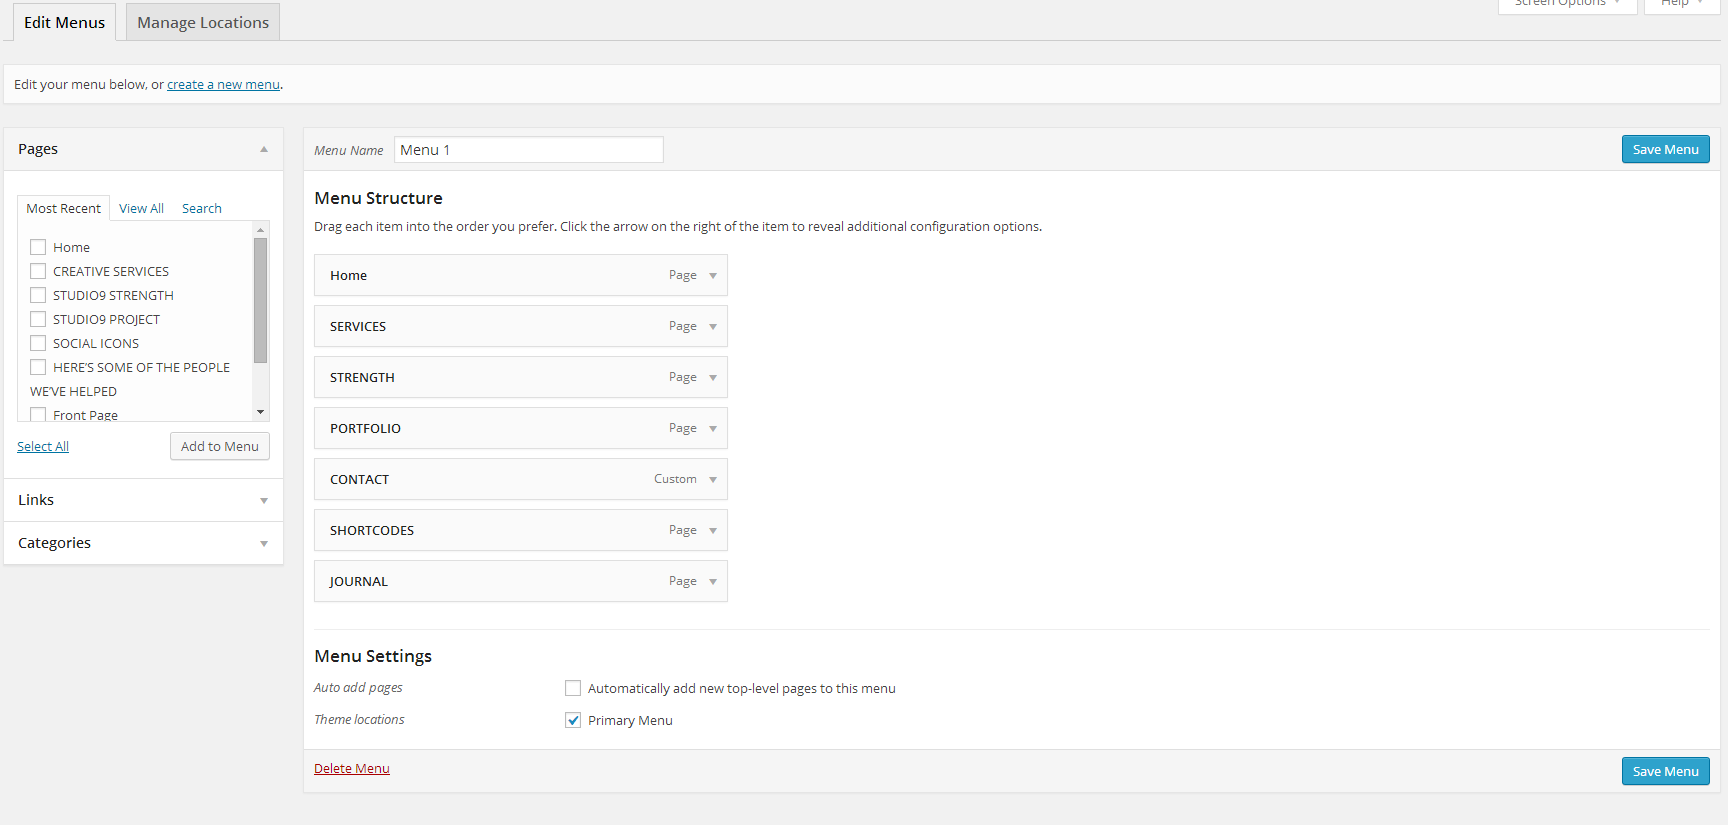 Screen Options
Help
Edit Menus
Manage Locations
Edit your menu below, or create a new menu.
Pages
Most Recent
View All
Search
Home
CREATIVE SERVICES
STUDIO9 STRENGTH
STUDIO9 PROJECT
SOCIAL ICONS
HERE'S SOME OF THE PEOPLE
WE'VE HELPED
Front Page
Select All
Add to Menu
Links
Categories
Menu Name
Menu 1
Save Menu
Menu Structure
Drag each item into the order you prefer. Click the arrow on the right of the item to reveal additional configuration options.
Home Page
SERVICES Page
STRENGTH Page
PORTFOLIO Page
CONTACT Custom
SHORTCODES Page
JOURNAL Page
Menu Settings
Auto add pages
Automatically add new top-level pages to this menu
Theme locations
Primary Menu
Delete Menu
Save Menu